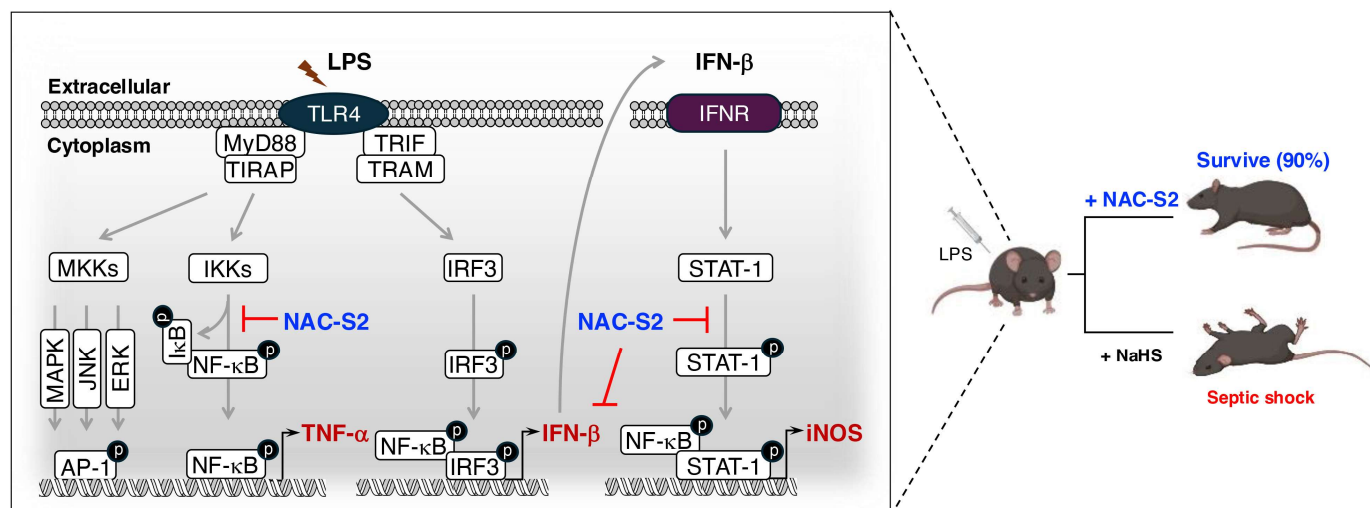 LPS
IFN-β
Extracellular
TLR4
IFNR
Cytoplasm
MyD88
TIRAP
TRIF
TRAM
MKKs
IKKs
IRF3
STAT-1
NAC-S2
NAC-S2
p
IκB
MAPK
JNK
ERK
NF-κB
p
IRF3
p
STAT-1
p
TNF-α
IFN-β
iNOS
AP-1
p
NF-κB
p
NF-κB
p
IRF3
p
NF-κB
p
STAT-1
p
LPS
+ NAC-S2
Survive (90%)
+ NaHS
Septic shock